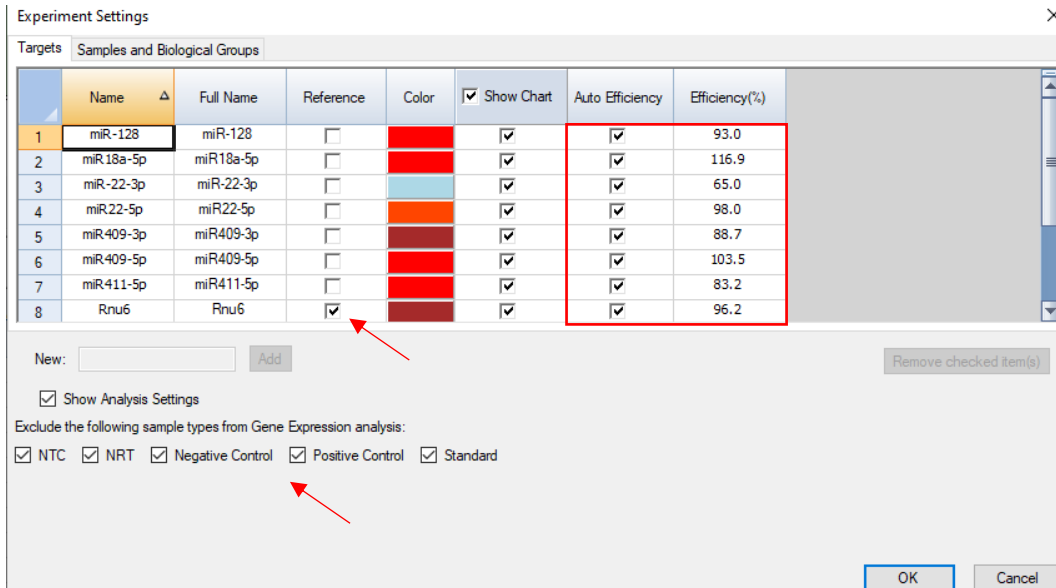 Experiment Settings
Targets Samples and Biological Groups
Name Full Name Reference Color Show Chart Auto Efficiency Efficiency(%)
1 miR-128 miR-128 93.0
2 miR18a-5p miR18a-5p 116.9
3 miR-22-3p miR-22-3p 65.0
4 miR22-5p miR22-5p 98.0
5 miR409-3p miR409-3p 88.7
6 miR409-5p miR409-5p 103.5
7 miR411-5p miR411-5p 83.2
8 Rnu6 Rnu6 96.2
New: Add Remove checked item(s)
Show Analysis Settings
Exclude the following sample types from Gene Expression analysis:
NTC NRT Negative Control Positive Control Standard
OK Cancel